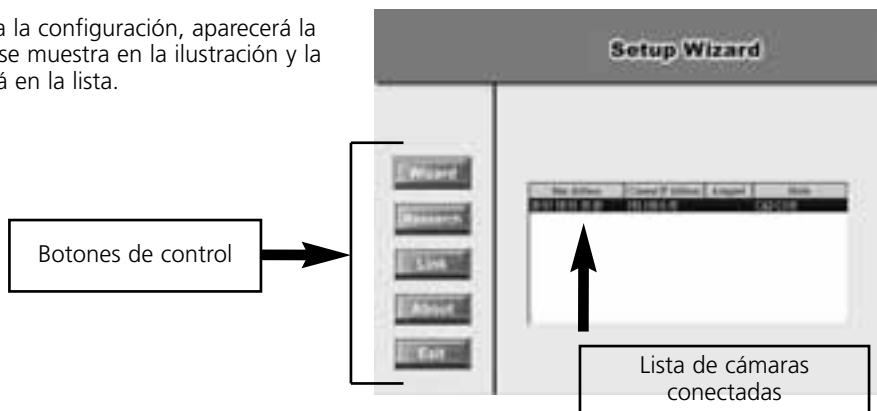 a la configuración, aparecerá la
se muestra en la ilustración y la
á en la lista.
Setup Wizard
Wizard
Research
Link
About
Exit
Botones de control
Lista de cámaras
conectadas